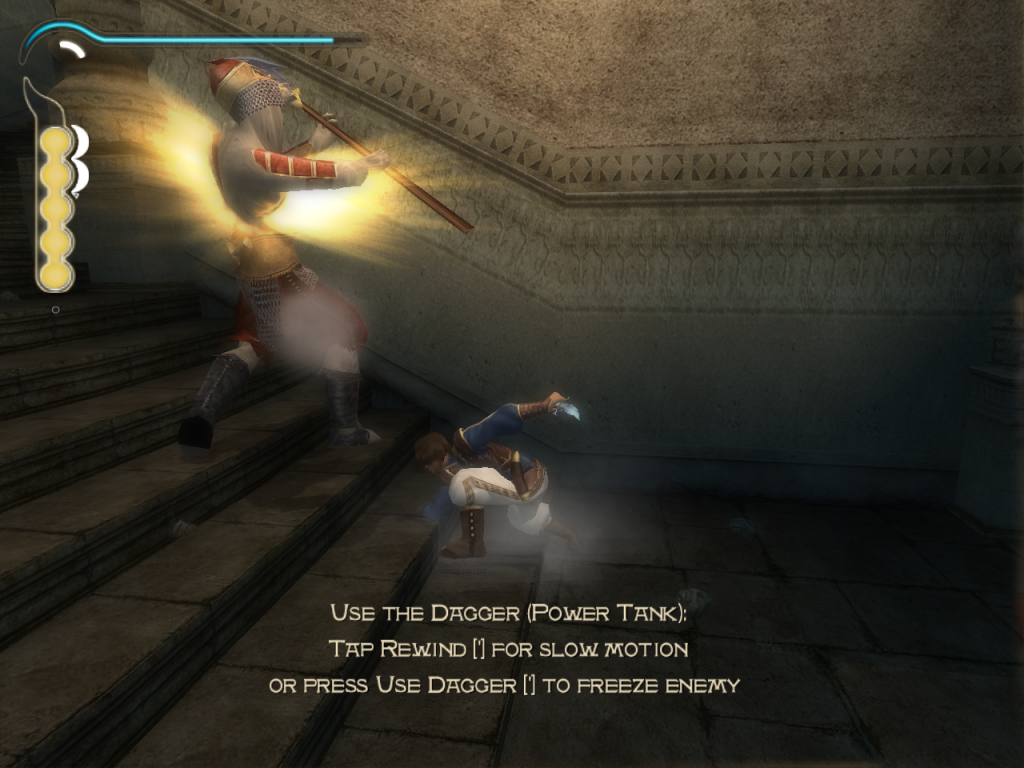 Use the Dagger (Power Tank):
Tap Rewind ['] for slow motion
or press Use Dagger ['] to freeze enemy